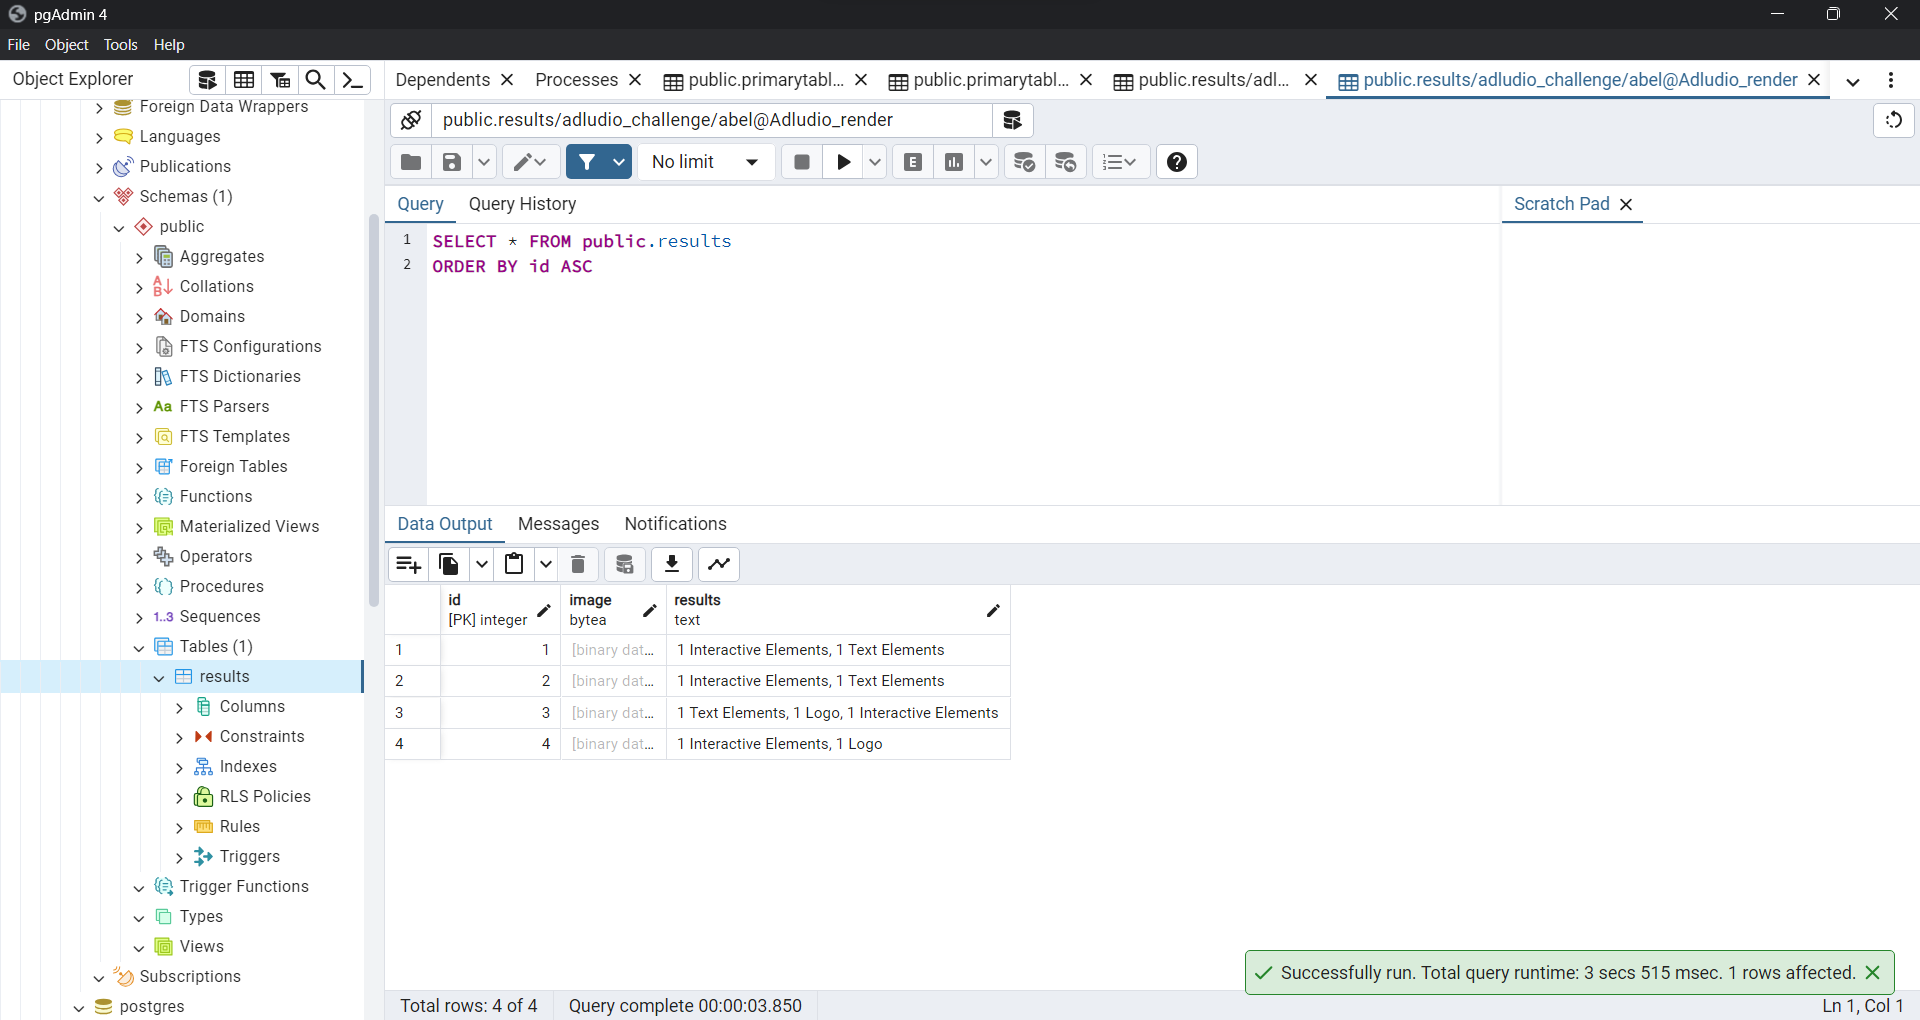 pgAdmin 4
File Object Tools Help
Object Explorer
Foreign Data Wrappers
Languages
Publications
Schemas (1)
public
Aggregates
Collations
Domains
FTS Configurations
FTS Dictionaries
Aa FTS Parsers
FTS Templates
Foreign Tables
Functions
Materialized Views
Operators
Procedures
1..3 Sequences
Tables (1)
results
Columns
Constraints
Indexes
RLS Policies
Rules
Triggers
Trigger Functions
Types
Views
Subscriptions
postgres
Dependents Processes public.primarytabl... public.primarytabl... public.results/adl... public.results/adludio_challenge/abel@Adludio_render
public.results/adludio_challenge/abel@Adludio_render
No limit E
Query Query History Scratch Pad
1 SELECT * FROM public.results
2 ORDER BY id ASC
Data Output Messages Notifications
id image results
[PK] integer bytea text
1 1 [binary dat... 1 Interactive Elements, 1 Text Elements
2 2 [binary dat... 1 Interactive Elements, 1 Text Elements
3 3 [binary dat... 1 Text Elements, 1 Logo, 1 Interactive Elements
4 4 [binary dat... 1 Interactive Elements, 1 Logo
Successfully run. Total query runtime: 3 secs 515 msec. 1 rows affected.
Total rows: 4 of 4 Query complete 00:00:03.850 Ln 1, Col 1